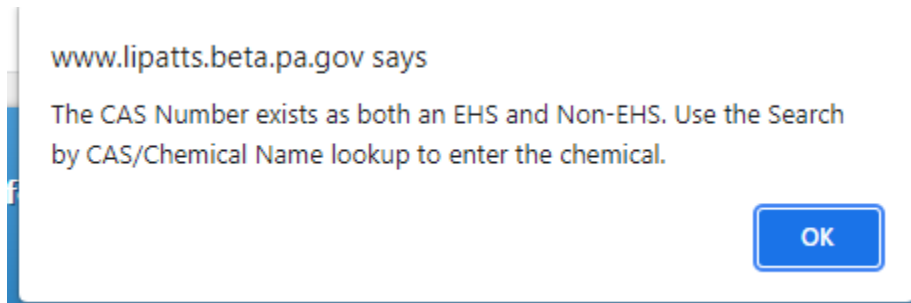 www.lipatts.beta.pa.gov says
The CAS Number exists as both an EHS and Non-EHS. Use the Search
by CAS/Chemical Name lookup to enter the chemical.
OK